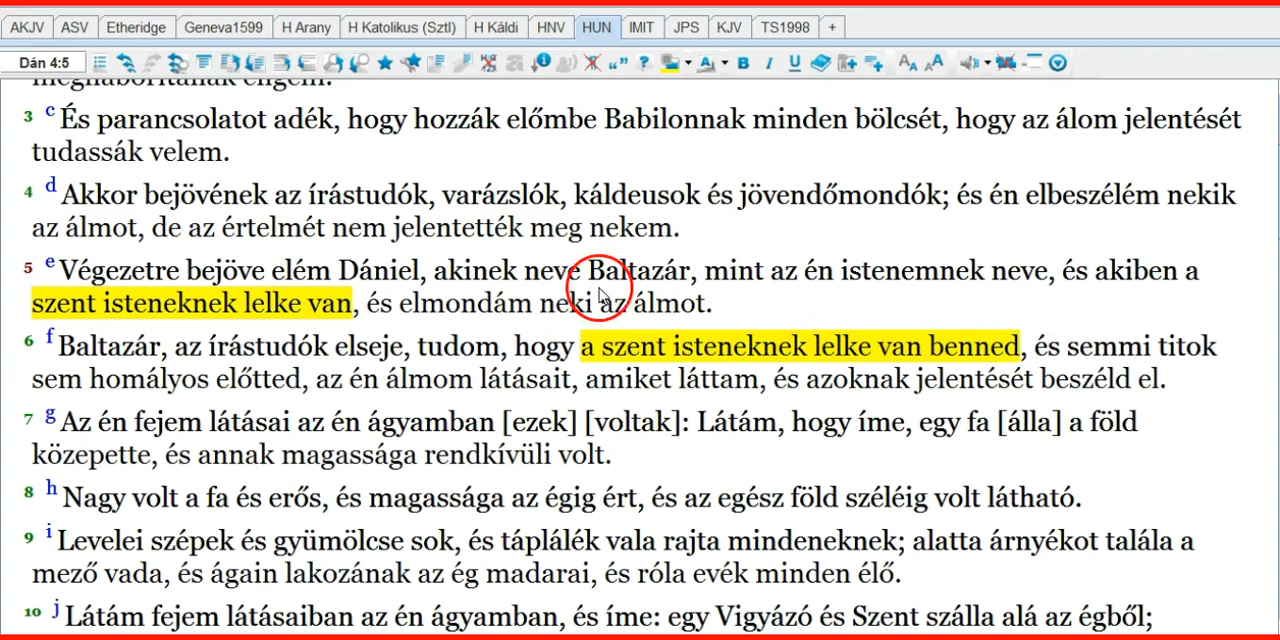 AKJV ASV Etheridge Geneva1599 H Arany H Katolikus (Sztl) H Káldi HNV HUN IMIT JPS KJV TS1998 +
Dán 4:5
megháborítának engem.
3 c És parancsolatot adék, hogy hozzák előmbe Babilonnak minden bölcsét, hogy az álom jelentését
tudassák velem.
4 d Akkor bejövének az írástudók, varázslók, káldeusok és jövendőmondók; és én elbeszélém nekik
az álmot, de az értelmét nem jelentették meg nekem.
5 e Végezetre bejöve elém Dániel, akinek neve Baltazár, mint az én istenemnek neve, és akiben a
szent isteneknek lelke van, és elmondám neki az álmot.
6 f Baltazár, az írástudók elseje, tudom, hogy a szent isteneknek lelke van benned, és semmi titok
sem homályos előtted, az én álmom látásait, amiket láttam, és azoknak jelentését beszéld el.
7 g Az én fejem látásai az én ágyamban [ezek] [voltak]: Látám, hogy íme, egy fa [álla] a föld
közepette, és annak magassága rendkívüli volt.
8 h Nagy volt a fa és erős, és magassága az égig ért, és az egész föld széléig volt látható.
9 i Levelei szépek és gyümölcse sok, és táplálék vala rajta mindeneknek; alatta árnyékot talála a
mező vada, és ágain lakozának az ég madarai, és róla evék minden élő.
10 j Látám fejem látásaiban az én ágyamban, és íme: egy Vigyázó és Szent szálla alá az égből;